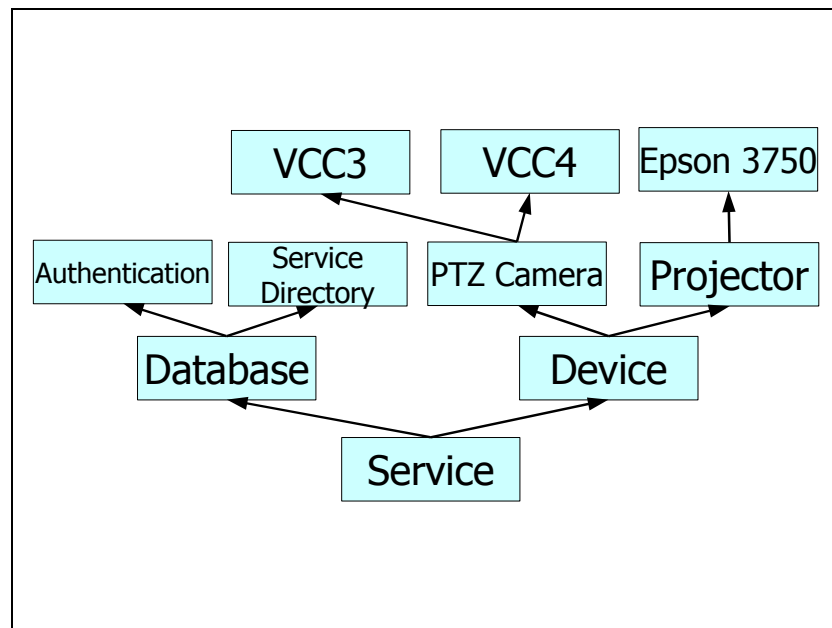 VCC3
VCC4
Epson 3750
Authentication
Service
Directory
PTZ Camera
Projector
Database
Device
Service